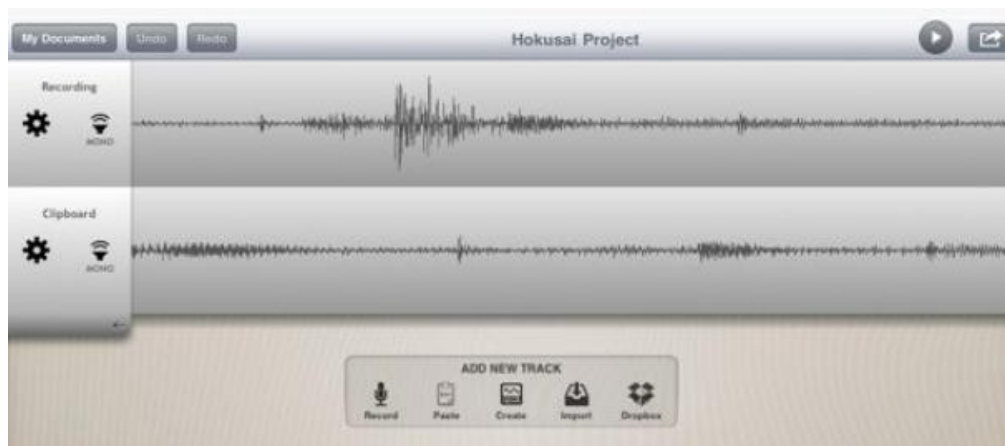 My Documents Undo Redo Hokusai Project
Recording
MONO
Clipboard
MONO
ADD NEW TRACK
Record Paste Create Import Dropbox